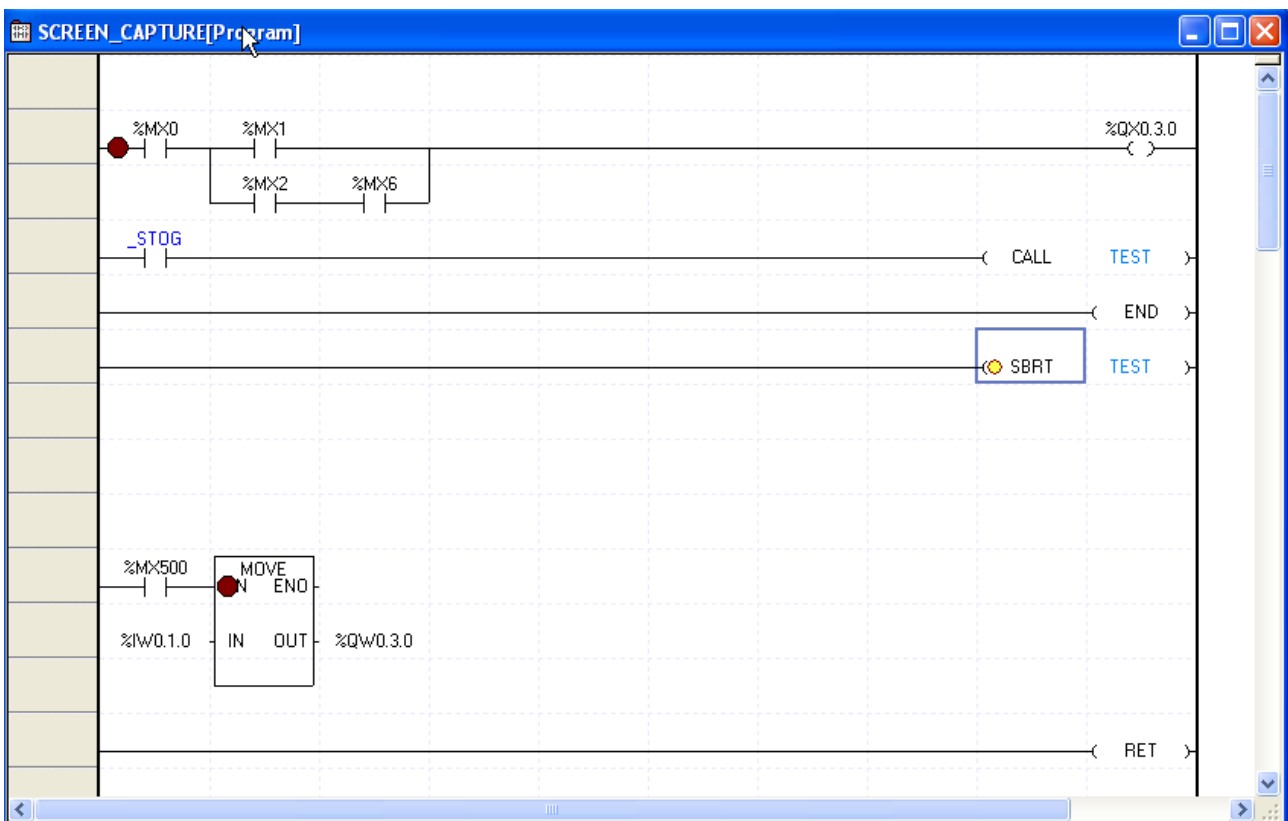 SCREEN_CAPTURE[Program]
%MX0 %MX1 %QX0.3.0
%MX2 %MX6
_STOG
CALL TEST
END
SBRT TEST
%MX500 MOVE
N ENO
%IW0.1.0 IN OUT %QW0.3.0
RET